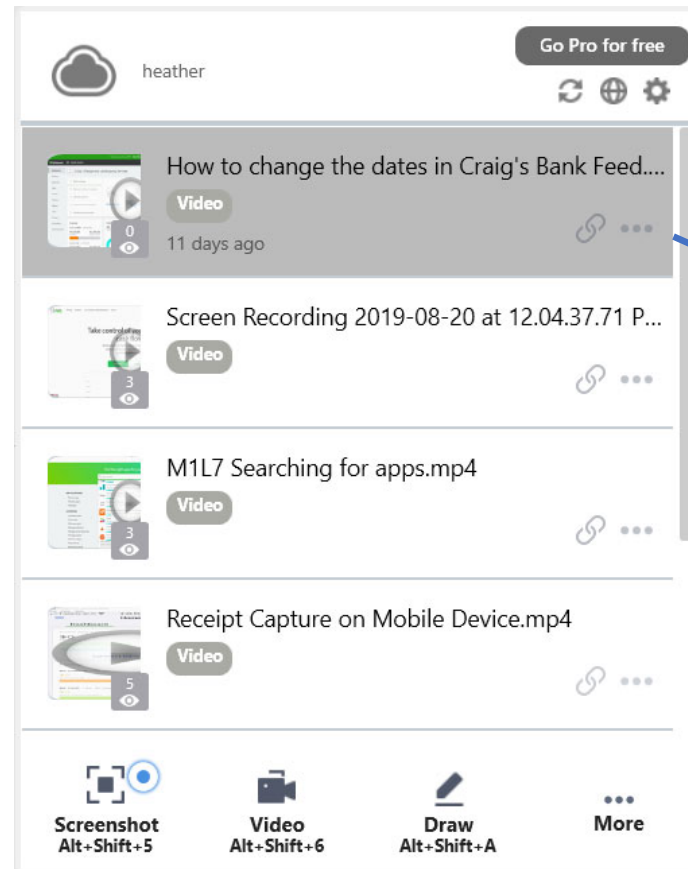 Go Pro for free
heather
How to change the dates in Craig's Bank Feed....
Video
0
11 days ago
Screen Recording 2019-08-20 at 12.04.37.71 P...
Video
3
M1L7 Searching for apps.mp4
Video
3
Receipt Capture on Mobile Device.mp4
Video
5
Screenshot
Alt+Shift+5
Video
Alt+Shift+6
Draw
Alt+Shift+A
More